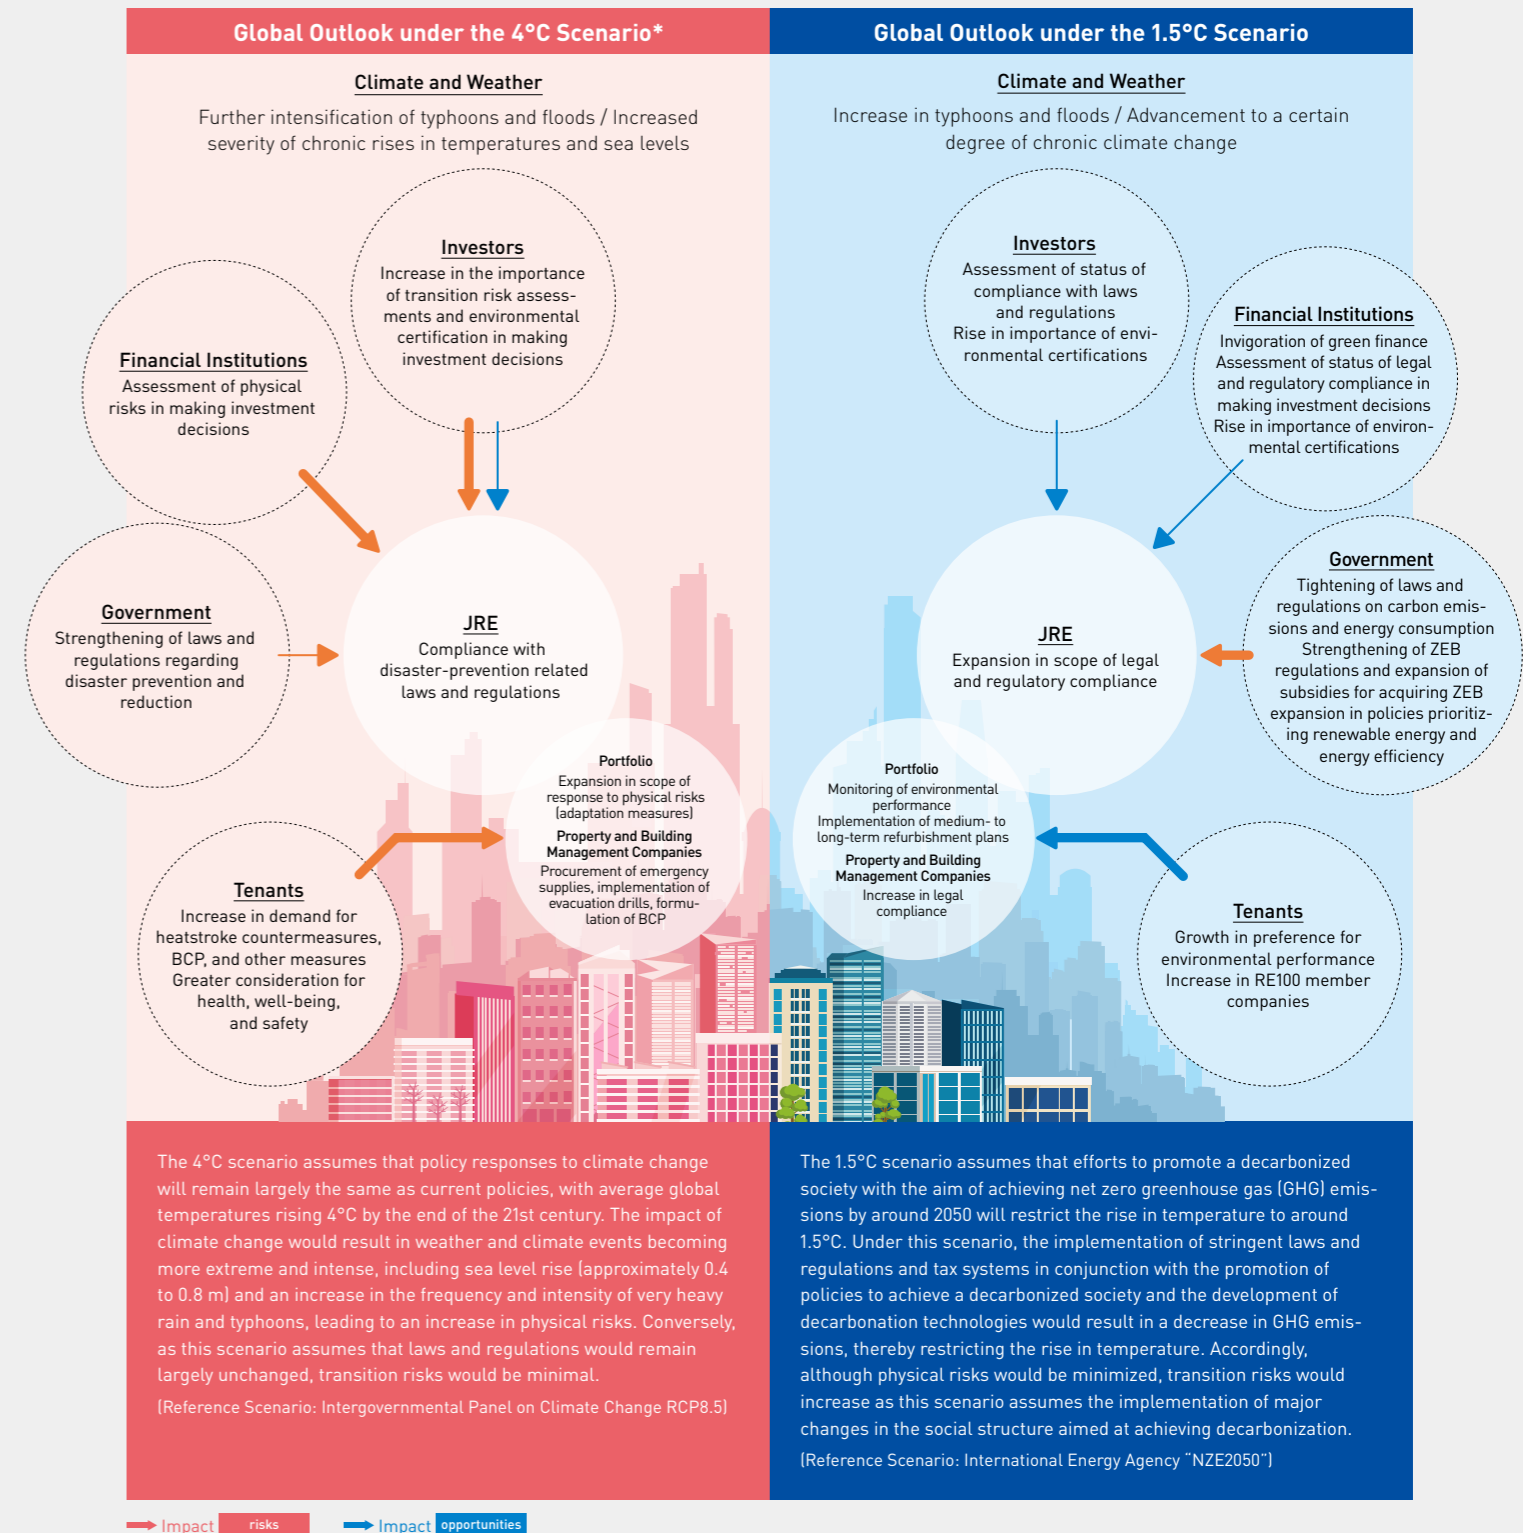 Global Outlook under the 4°C Scenario*
Climate and Weather
Further intensification of typhoons and floods / Increased
severity of chronic rises in temperatures and sea levels
Investors
Increase in the importance
of transition risk assess-
ments and environmental
certification in making
investment decisions
Financial Institutions
Assessment of physical
risks in making investment
decisions
Government
Strengthening of laws and
regulations regarding
disaster prevention and
reduction
JRE
Compliance with
disaster-prevention related
laws and regulations
Portfolio
Expansion in scope of
response to physical risks
(adaptation measures)
Property and Building
Management Companies
Procurement of emergency
supplies, implementation of
evacuation drills, formu-
lation of BCP
Tenants
Increase in demand for
heatstroke countermeasures,
BCP, and other measures
Greater consideration for
health, well-being,
and safety
The 4°C scenario assumes that policy responses to climate change
will remain largely the same as current policies, with average global
temperatures rising 4°C by the end of the 21st century. The impact of
climate change would result in weather and climate events becoming
more extreme and intense, including sea level rise (approximately 0.4
to 0.8 m) and an increase in the frequency and intensity of very heavy
rain and typhoons, leading to an increase in physical risks. Conversely,
as this scenario assumes that laws and regulations would remain
largely unchanged, transition risks would be minimal.
(Reference Scenario: Intergovernmental Panel on Climate Change RCP8.5)
Global Outlook under the 1.5°C Scenario
Climate and Weather
Increase in typhoons and floods / Advancement to a certain
degree of chronic climate change
Investors
Assessment of status of
compliance with laws
and regulations
Rise in importance of envi-
ronmental certifications
Financial Institutions
Invigoration of green finance
Assessment of status of legal
and regulatory compliance in
making investment decisions
Rise in importance of environ-
mental certifications
Government
Tightening of laws and
regulations on carbon emis-
sions and energy consumption
Strengthening of ZEB
regulations and expansion of
subsidies for acquiring ZEB
expansion in policies prioritiz-
ing renewable energy and
energy efficiency
JRE
Expansion in scope of legal
and regulatory compliance
Portfolio
Monitoring of environmental
performance
Implementation of medium- to
long-term refurbishment plans
Property and Building
Management Companies
Increase in legal
compliance
Tenants
Growth in preference for
environmental performance
Increase in RE100 member
companies
The 1.5°C scenario assumes that efforts to promote a decarbonized
society with the aim of achieving net zero greenhouse gas (GHG) emis-
sions by around 2050 will restrict the rise in temperature to around
1.5°C. Under this scenario, the implementation of stringent laws and
regulations and tax systems in conjunction with the promotion of
policies to achieve a decarbonized society and the development of
decarbonation technologies would result in a decrease in GHG emis-
sions, thereby restricting the rise in temperature. Accordingly,
although physical risks would be minimized, transition risks would
increase as this scenario assumes the implementation of major
changes in the social structure aimed at achieving decarbonization.
(Reference Scenario: International Energy Agency “NZE2050”)
Impact risks
Impact opportunities